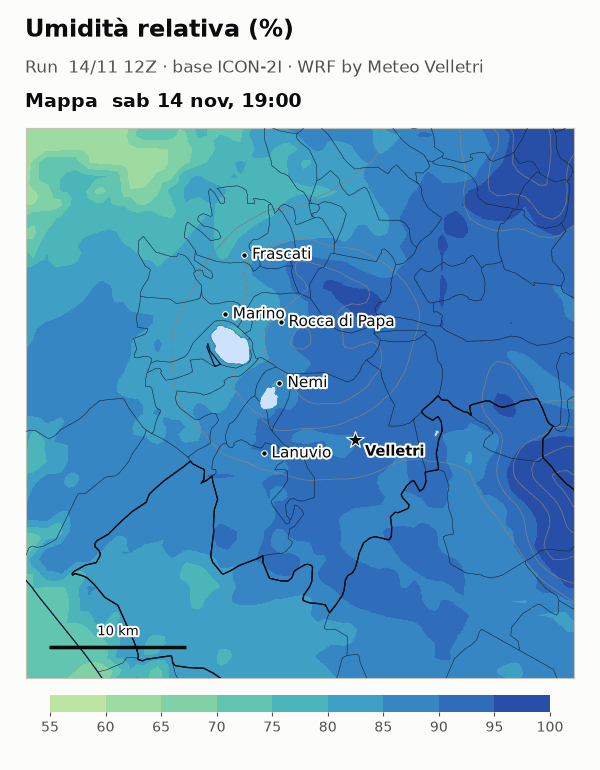 Umidità relativa (%)
Run  14/11 12Z · base ICON-2I · WRF by Meteo Velletri
Mappa  sab 14 nov, 19:00
Frascati
Marino
Rocca di Papa
Nemi
Velletri
Lanuvio
10 km
55 60 65 70 75 80 85 90 95 100